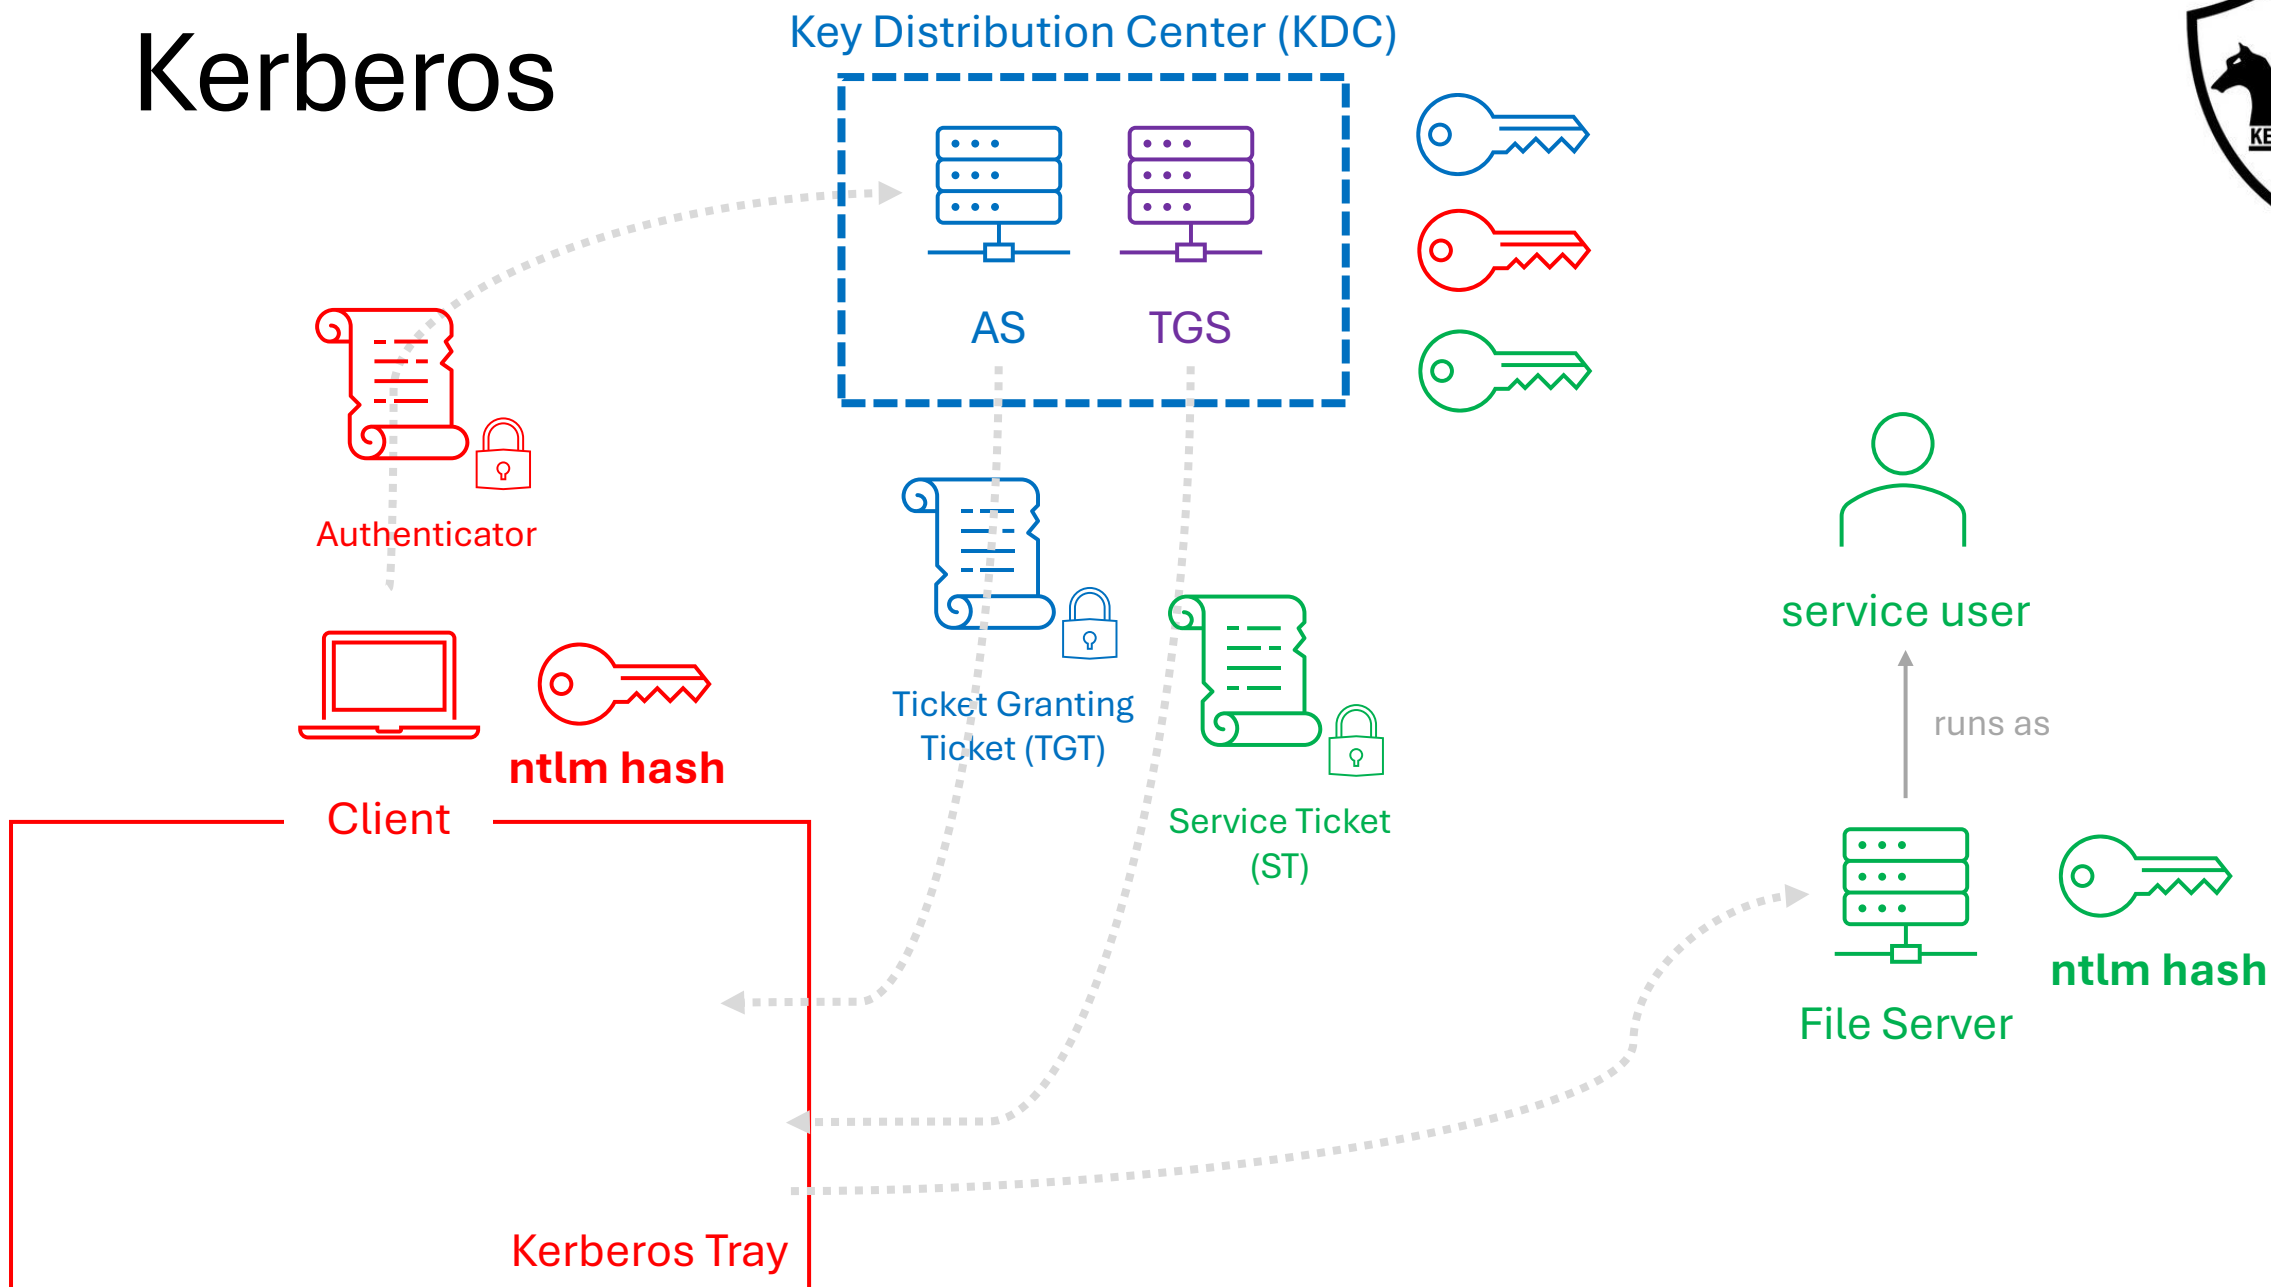 Kerberos
Key Distribution Center (KDC)
AS
TGS
Authenticator
service user
Ticket Granting
Ticket (TGT)
runs as
ntlm hash
Client
Service Ticket
(ST)
ntlm hash
File Server
Kerberos Tray